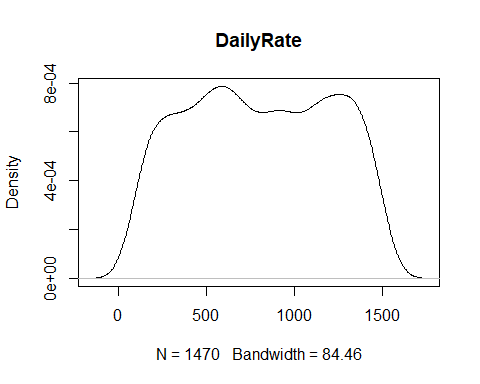 DailyRate
Density
8e-04
4e-04
0e+00
0 500 1000 1500
N = 1470 Bandwidth = 84.46